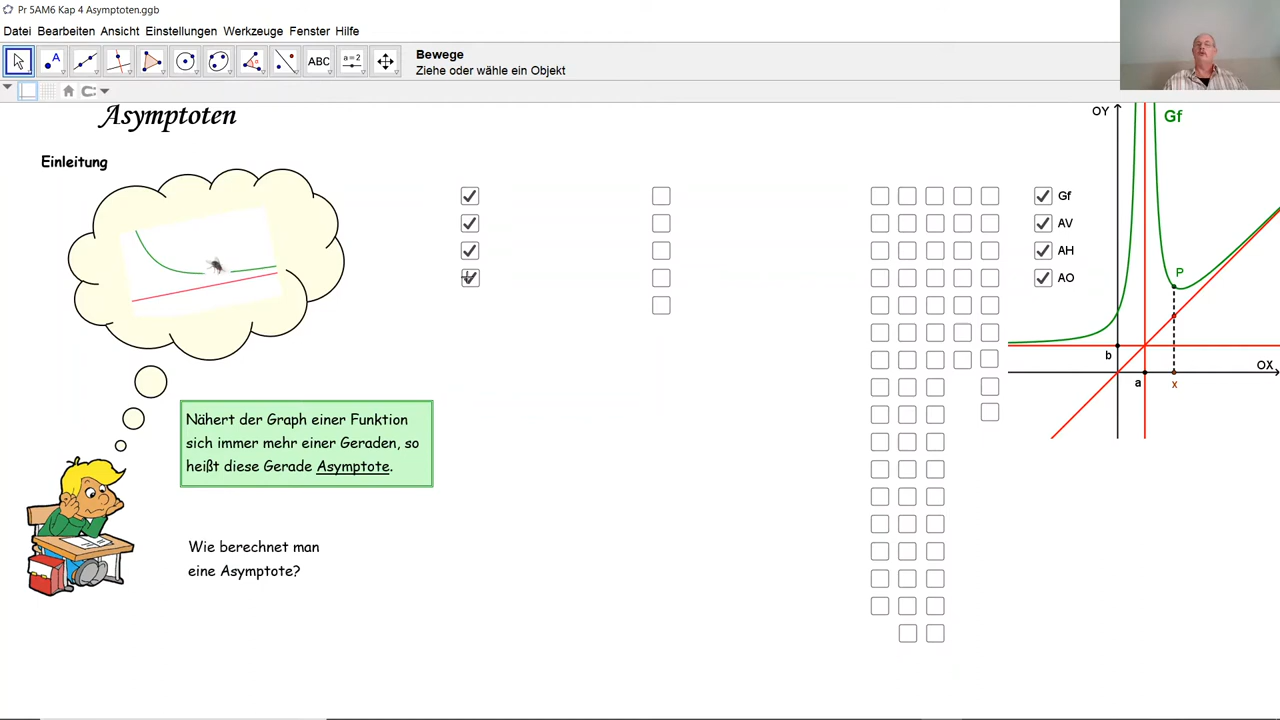 Pr 5AM6 Kap 4 Asymptoten.ggb
Datei Bearbeiten Ansicht Einstellungen Werkzeuge Fenster Hilfe
A
ABC
a=2
Bewege
Ziehe oder wähle ein Objekt
Asymptoten
Einleitung
Nähert der Graph einer Funktion
sich immer mehr einer Geraden, so
heißt diese Gerade Asymptote.
Wie berechnet man
eine Asymptote?
Gf
AV
AH
AO
OY
Gf
P
b
OX
a
x